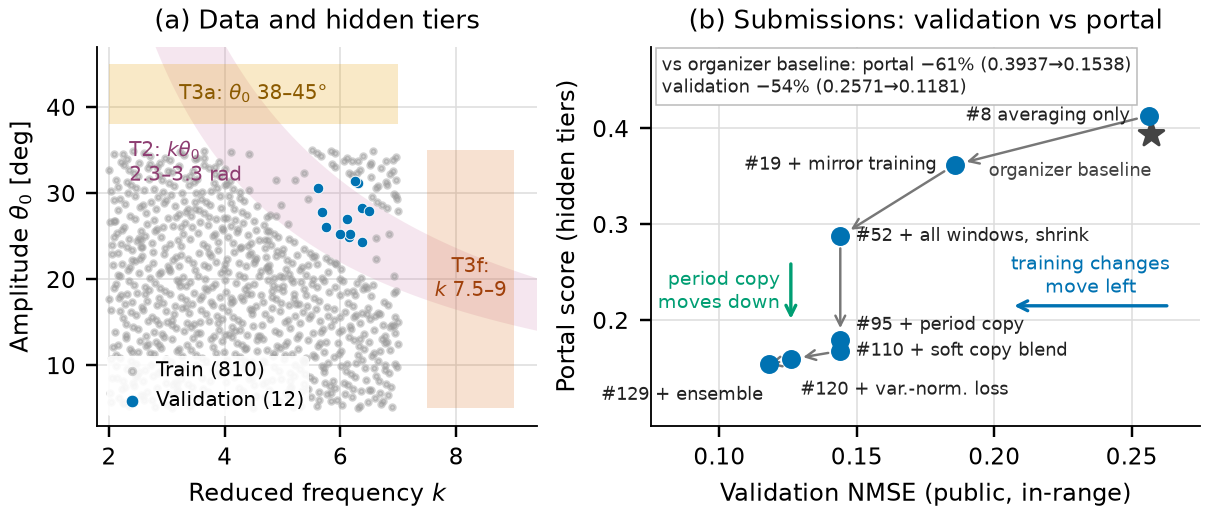 (a) Data and hidden tiers
T3a: θ₀ 38–45°
T2: kθ₀
2.3–3.3 rad
T3f:
k 7.5–9
Train (810)
Validation (12)
40
30
20
10
2
4
6
8
Amplitude θ₀ [deg]
Reduced frequency k
(b) Submissions: validation vs portal
vs organizer baseline: portal −61% (0.3937→0.1538)
validation −54% (0.2571→0.1181)
#8 averaging only
#19 + mirror training
organizer baseline
#52 + all windows, shrink
training changes
move left
period copy
moves down
#95 + period copy
#110 + soft copy blend
#129 + ensemble
#120 + var.-norm. loss
0.4
0.3
0.2
0.10
0.15
0.20
0.25
Portal score (hidden tiers)
Validation NMSE (public, in-range)